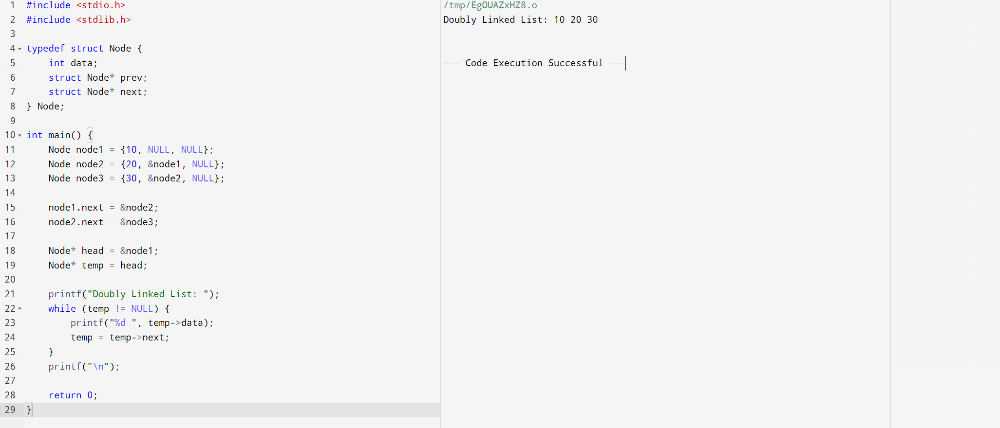 1 #include <stdio.h>
2 #include <stdlib.h>
3
4 typedef struct Node {
5     int data;
6     struct Node* prev;
7     struct Node* next;
8 } Node;
9
10 int main() {
11     Node node1 = {10, NULL, NULL};
12     Node node2 = {20, &node1, NULL};
13     Node node3 = {30, &node2, NULL};
14
15     node1.next = &node2;
16     node2.next = &node3;
17
18     Node* head = &node1;
19     Node* temp = head;
20
21     printf("Doubly Linked List: ");
22     while (temp != NULL) {
23         printf("%d ", temp->data);
24         temp = temp->next;
25     }
26     printf("\n");
27
28     return 0;
29 }
/tmp/EgOUAZxHZ8.o
Doubly Linked List: 10 20 30
=== Code Execution Successful ===